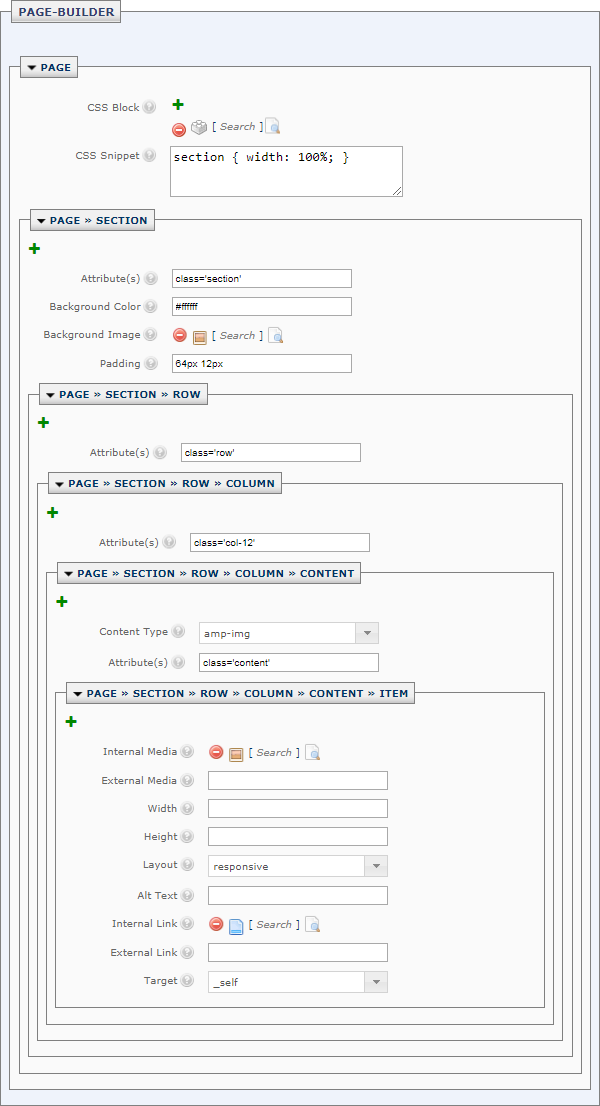 PAGE-BUILDER
PAGE
CSS Block
[ Search ]
CSS Snippet
section { width: 100%; }
PAGE » SECTION
Attribute(s) class='section'
Background Color #ffffff
Background Image [ Search ]
Padding 64px 12px
PAGE » SECTION » ROW
Attribute(s) class='row'
PAGE » SECTION » ROW » COLUMN
Attribute(s) class='col-12'
PAGE » SECTION » ROW » COLUMN » CONTENT
Content Type amp-img
Attribute(s) class='content'
PAGE » SECTION » ROW » COLUMN » CONTENT » ITEM
Internal Media [ Search ]
External Media
Width
Height
Layout responsive
Alt Text
Internal Link [ Search ]
External Link
Target _self